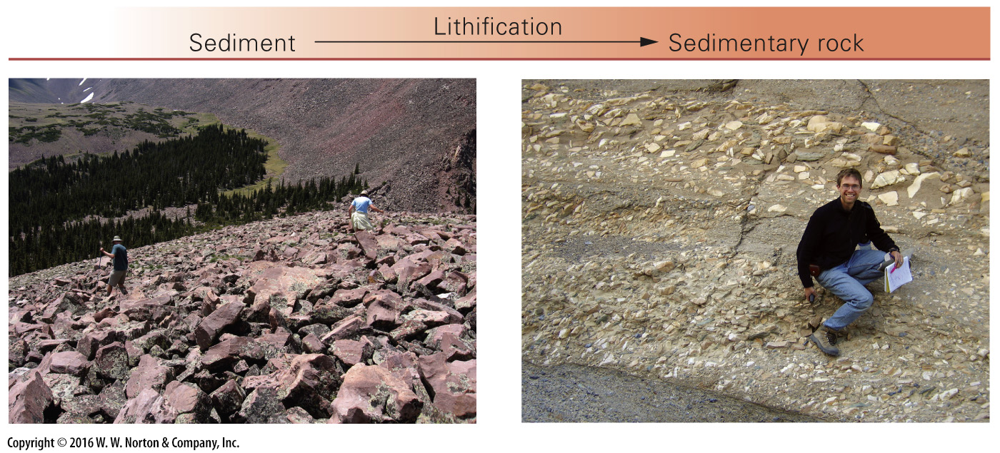 Lithification
Sediment
Sedimentary rock
Copyright © 2016 W. W. Norton & Company, Inc.